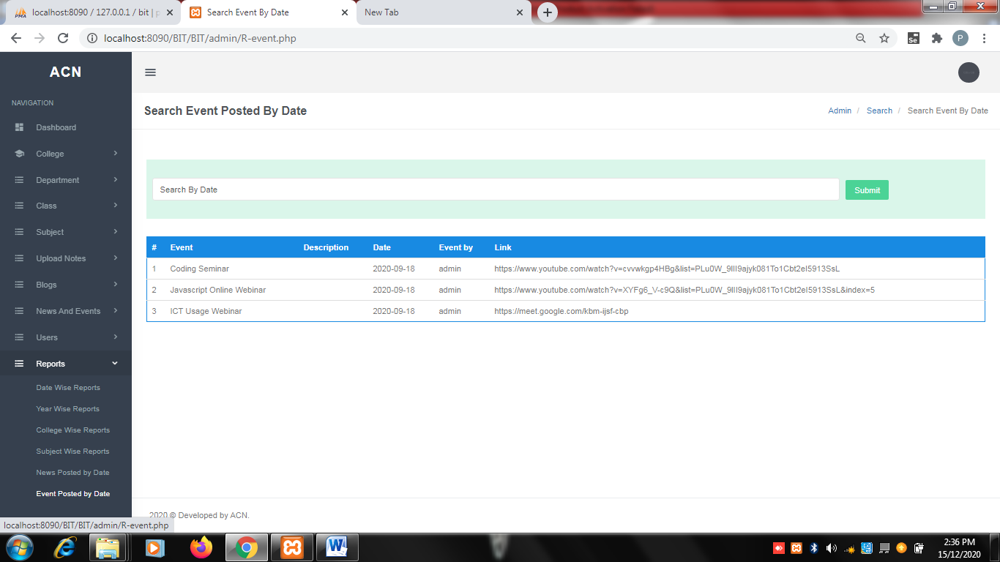 localhost:8090 / 127.0.0.1 / bit | p
Search Event By Date
New Tab
localhost:8090/BIT/BIT/admin/R-event.php
P
ACN
NAVIGATION
Dashboard
College
Department
Class
Subject
Upload Notes
Blogs
News And Events
Users
Reports
Date Wise Reports
Year Wise Reports
College Wise Reports
Subject Wise Reports
News Posted by Date
Event Posted by Date
Search Event Posted By Date
Admin / Search / Search Event By Date
Search By Date
Submit
# Event Description Date Event by Link
1 Coding Seminar 2020-09-18 admin https://www.youtube.com/watch?v=cvvwkgp4HBg&list=PLu0W_9lII9ajyk081To1Cbt2eI5913SsL
2 Javascript Online Webinar 2020-09-18 admin https://www.youtube.com/watch?v=XYFg6_V-c9Q&list=PLu0W_9lII9ajyk081To1Cbt2eI5913SsL&index=5
3 ICT Usage Webinar 2020-09-18 admin https://meet.google.com/kbm-ijsf-cbp
2020 © Developed by ACN.
localhost:8090/BIT/BIT/admin/R-event.php
2:36 PM
15/12/2020